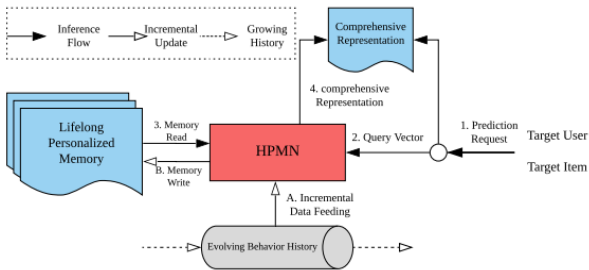 Inference
Flow
Incremental
Update
Growing
History
Comprehensive
Representation
4. comprehensive
Representation
Lifelong
Personalized
Memory
3. Memory
Read
B. Memory
Write
HPMN
2. Query Vector
1. Prediction
Request
Target User
Target Item
A. Incremental
Data Feeding
Evolving Behavior History